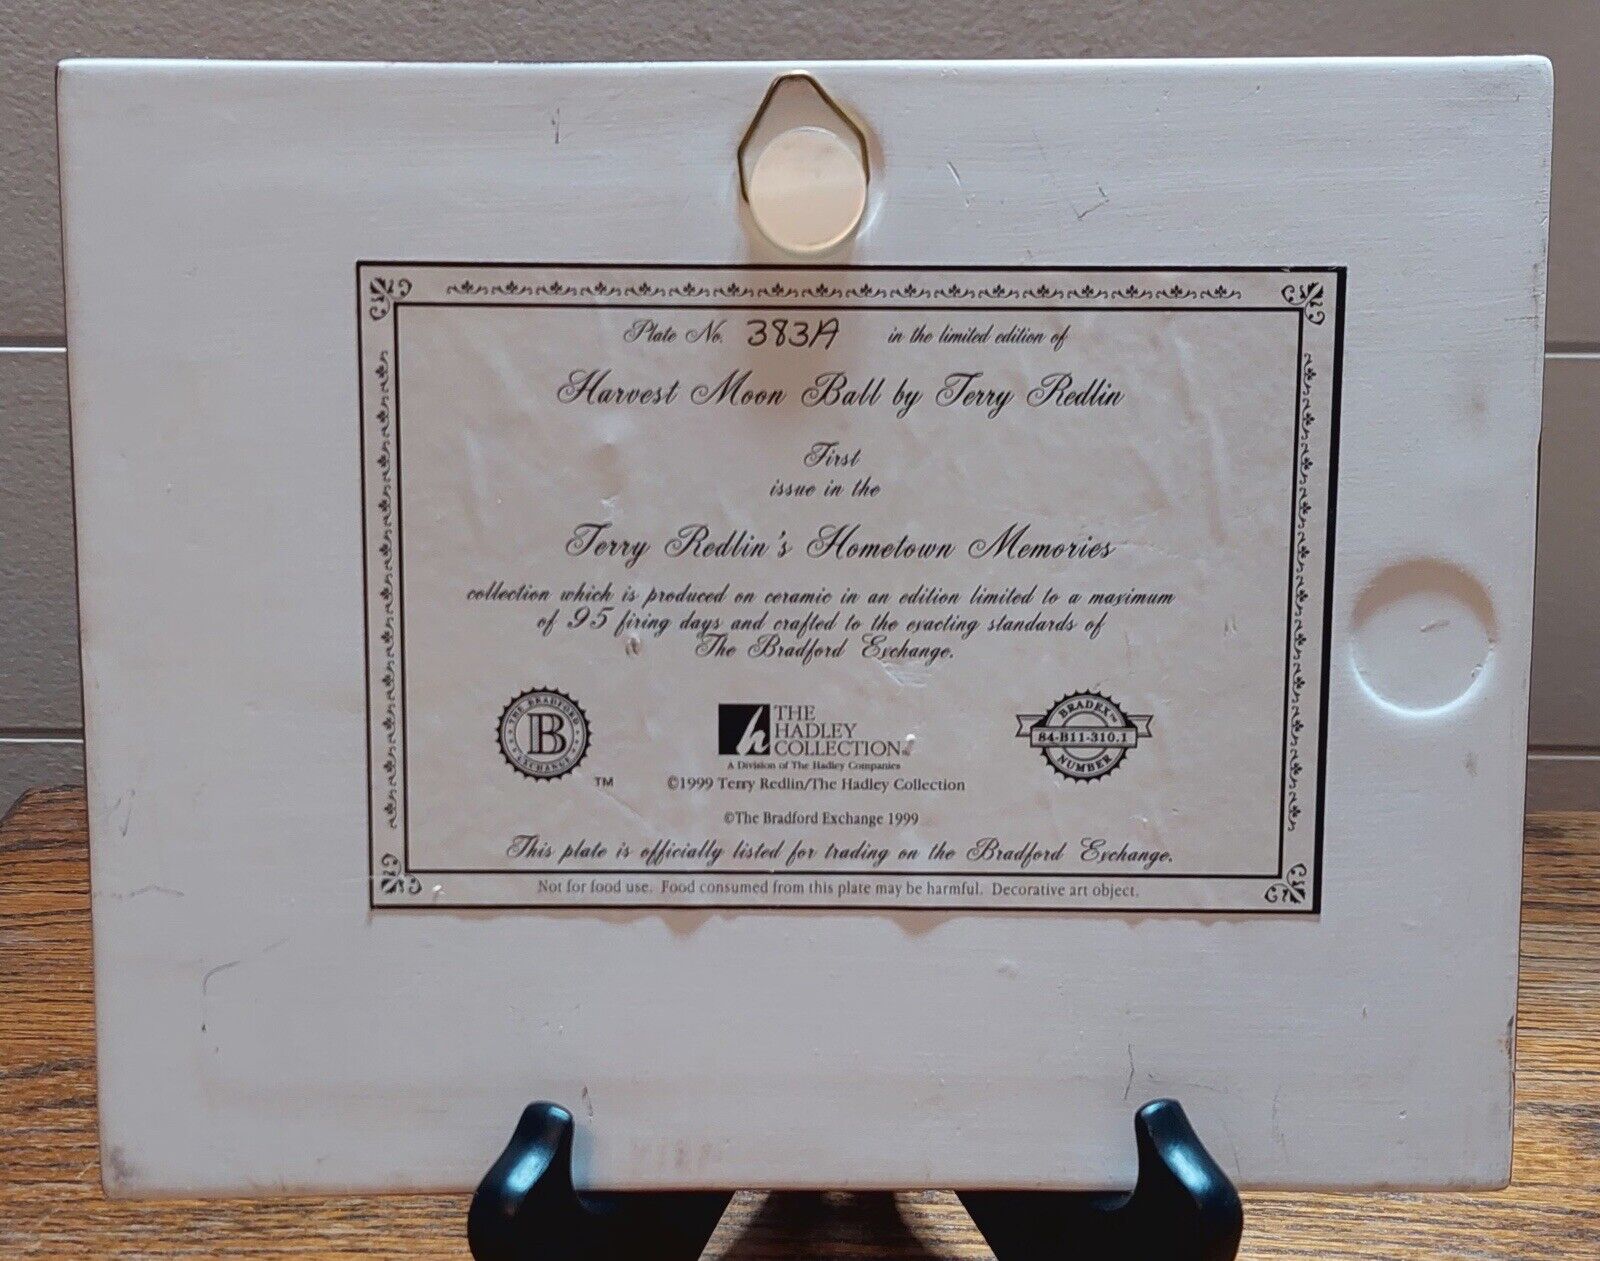 Plate No. 383A in the limited edition of
Harvest Moon Ball by Terry Redlin
First
issue in the
Terry Redlin's Hometown Memories
collection which is produced on ceramic in an edition limited to a maximum
of 95 firing days and crafted to the exacting standards of
The Bradford Exchange.
THE BRADFORD
B
EXCHANGE
TM
h
THE
HADLEY
COLLECTION
A Division of The Hadley Companies
BRADEX™
84-B11-310.1
NUMBER
©1999 Terry Redlin/The Hadley Collection
©The Bradford Exchange 1999
This plate is officially listed for trading on the Bradford Exchange.
Not for food use. Food consumed from this plate may be harmful. Decorative art object.